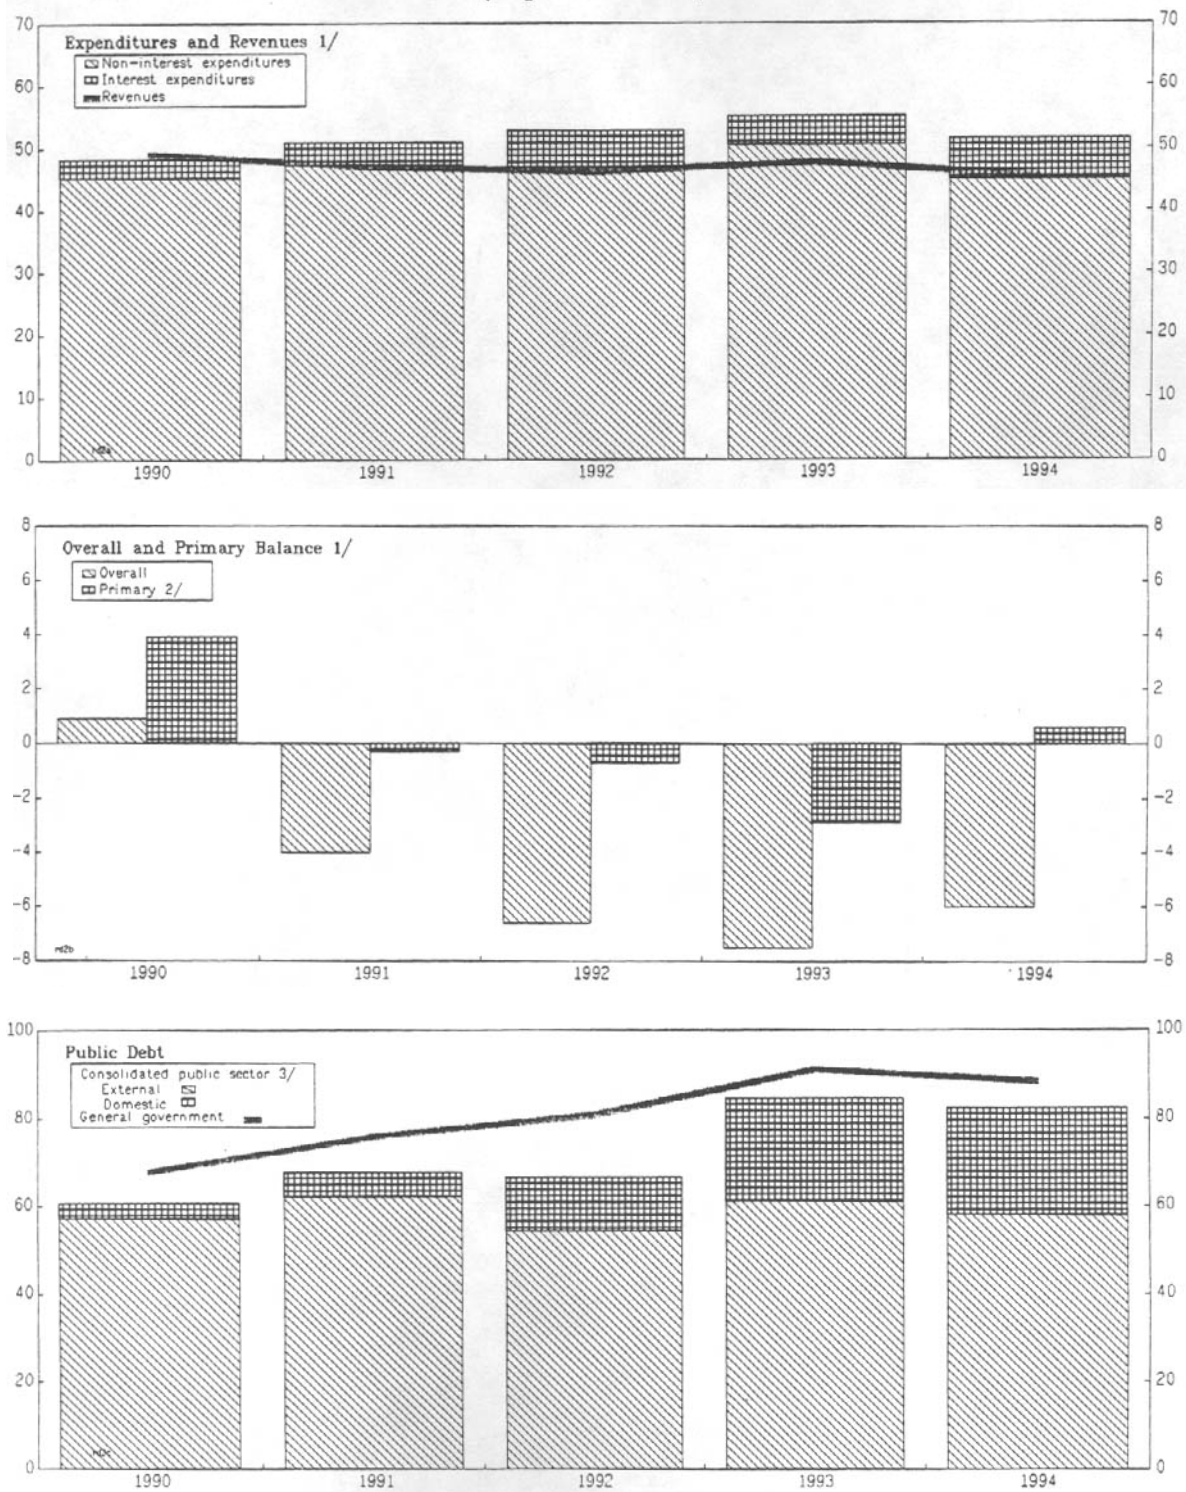 70 70
Expenditures and Revenues 1/
Non-interest expenditures
Interest expenditures
Revenues
60 60
50 50
40 40
30 30
20 20
10 10
0 0
1990 1991 1992 1993 1994
8 8
Overall and Primary Balance 1/
Overall
Primary 2/
6 6
4 4
2 2
0 0
-2 -2
-4 -4
-6 -6
md2b
-8 -8
1990 1991 1992 1993 1994
100 100
Public Debt
Consolidated public sector 3/
External
Domestic
General government
80 80
60 60
40 40
20 20
0 0
1990 1991 1992 1993 1994